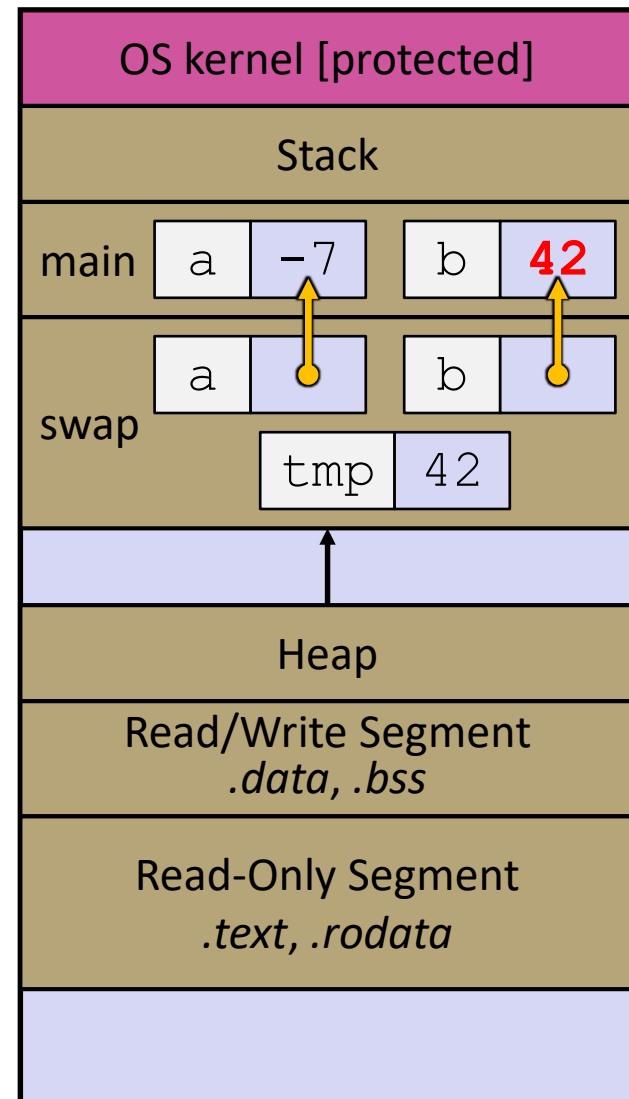 OS kernel [protected]
Stack
main a -7 b 42
a b
swap
tmp 42
Heap
Read/Write Segment
.data, .bss
Read-Only Segment
.text, .rodata